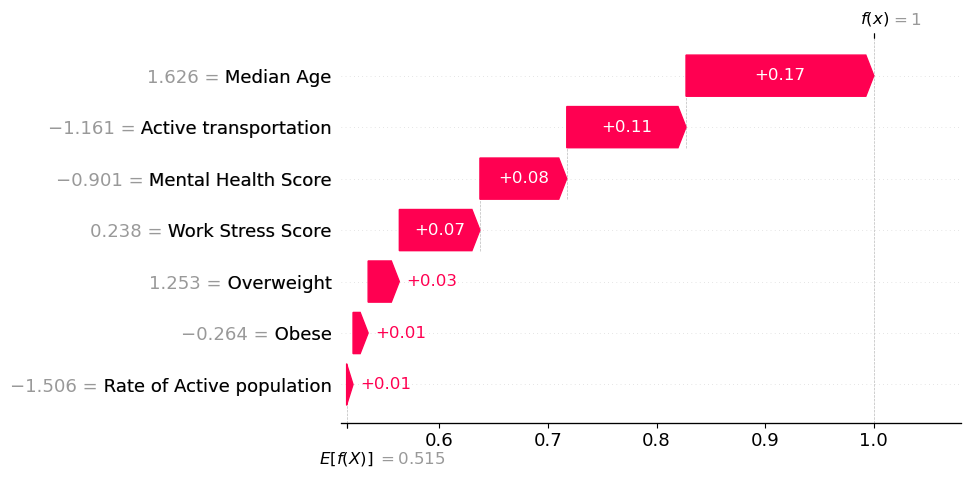 f(x) = 1
1.626 = Median Age
+0.17
−1.161 = Active transportation
+0.11
−0.901 = Mental Health Score
+0.08
0.238 = Work Stress Score
+0.07
1.253 = Overweight
+0.03
−0.264 = Obese
+0.01
−1.506 = Rate of Active population
+0.01
0.6 0.7 0.8 0.9 1.0
E[f(X)] = 0.515